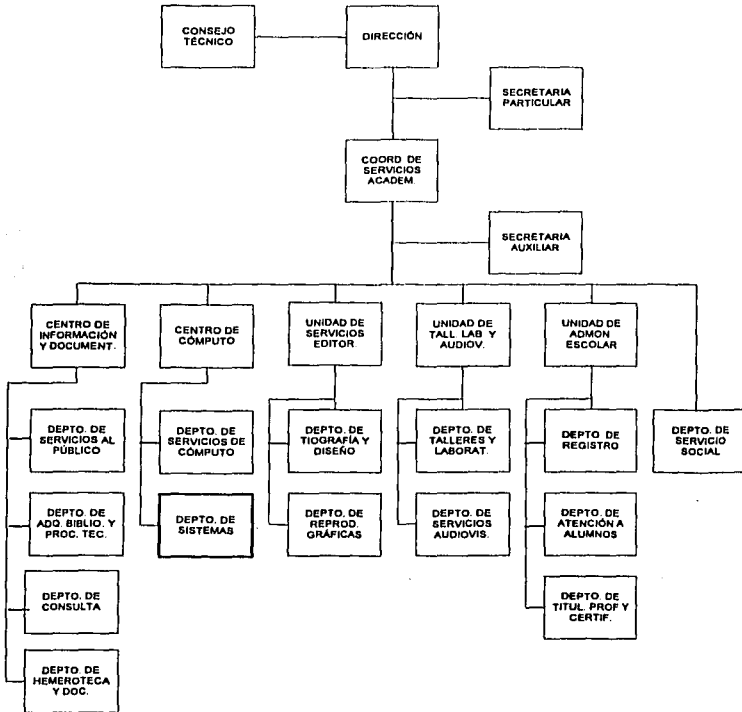 CONSEJO
TÉCNICO
DIRECCIÓN
SECRETARIA
PARTICULAR
COORD DE
SERVICIOS
ACADEM.
SECRETARIA
AUXILIAR
CENTRO DE
INFORMACIÓN
Y DOCUMENT.
CENTRO DE
CÓMPUTO
UNIDAD DE
SERVICIOS
EDITOR.
UNIDAD DE
TALL. LAB Y
AUDIOV.
UNIDAD DE
ADMON
ESCOLAR
DEPTO. DE
SERVICIOS AL
PÚBLICO
DEPTO. DE
SERVICIOS DE
CÓMPUTO
DEPTO. DE
TIOGRAFÍA Y
DISEÑO
DEPTO. DE
TALLERES Y
LABORAT.
DEPTO. DE
REGISTRO
DEPTO. DE
SERVICIO
SOCIAL
DEPTO. DE
ADQ. BIBLIO. Y
PROC. TEC.
DEPTO. DE
SISTEMAS
DEPTO. DE
REPROD.
GRÁFICAS
DEPTO. DE
SERVICIOS
AUDIOVIS.
DEPTO. DE
ATENCIÓN A
ALUMNOS
DEPTO. DE
CONSULTA
DEPTO. DE
TITUL. PROF Y
CERTIF.
DEPTO. DE
HEMEROTECA
Y DOC.